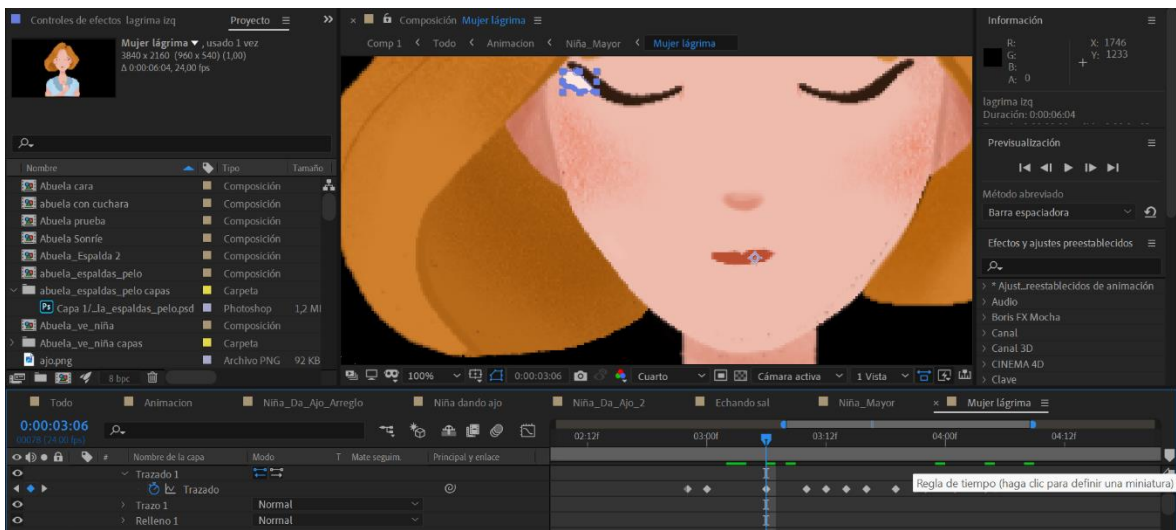 Controles de efectos lagrima izq
Proyecto
Mujer lágrima , usado 1 vez
3840 x 2160 (960 x 540) (1,00)
Δ 0:00:06:04, 24,00 fps
Nombre
Tipo
Tamaño
Abuela cara
Composición
abuela con cuchara
Composición
Abuela prueba
Composición
Abuela Sonríe
Composición
Abuela_Espalda 2
Composición
abuela_espaldas_pelo
Composición
abuela_espaldas_pelo capas
Carpeta
Capa 1/…la_espaldas_pelo.psd
Photoshop
1,2 MI
Abuela_ve_niña
Composición
Abuela_ve_niña capas
Carpeta
ajo.png
Archivo PNG
92 KB
8 bpc
Composición Mujer lágrima
Comp 1
Todo
Animacion
Niña_Mayor
Mujer lágrima
100%
0:00:03:06
Cuarto
Cámara activa
1 Vista
Información
R:
G:
B:
A: 0
X: 1746
Y: 1233
lagrima izq
Duración: 0:00:06:04
Previsualización
Método abreviado
Barra espaciadora
Efectos y ajustes preestablecidos
* Ajust…reestablecidos de animación
Audio
Boris FX Mocha
Canal
Canal 3D
CINEMA 4D
Clave
Todo
Animacion
Niña_Da_Ajo_Arreglo
Niña dando ajo
Niña_Da_Ajo_2
Echando sal
Niña_Mayor
Mujer lágrima
0:00:03:06
00078 (24.00 fps)
#
Nombre de la capa
Modo
T Mate seguim.
Principal y enlace
02:12f
03:00f
03:12f
04:00f
04:12f
Trazado 1
Trazado
Trazo 1
Normal
Relleno 1
Normal
Regla de tiempo (haga clic para definir una miniatura)